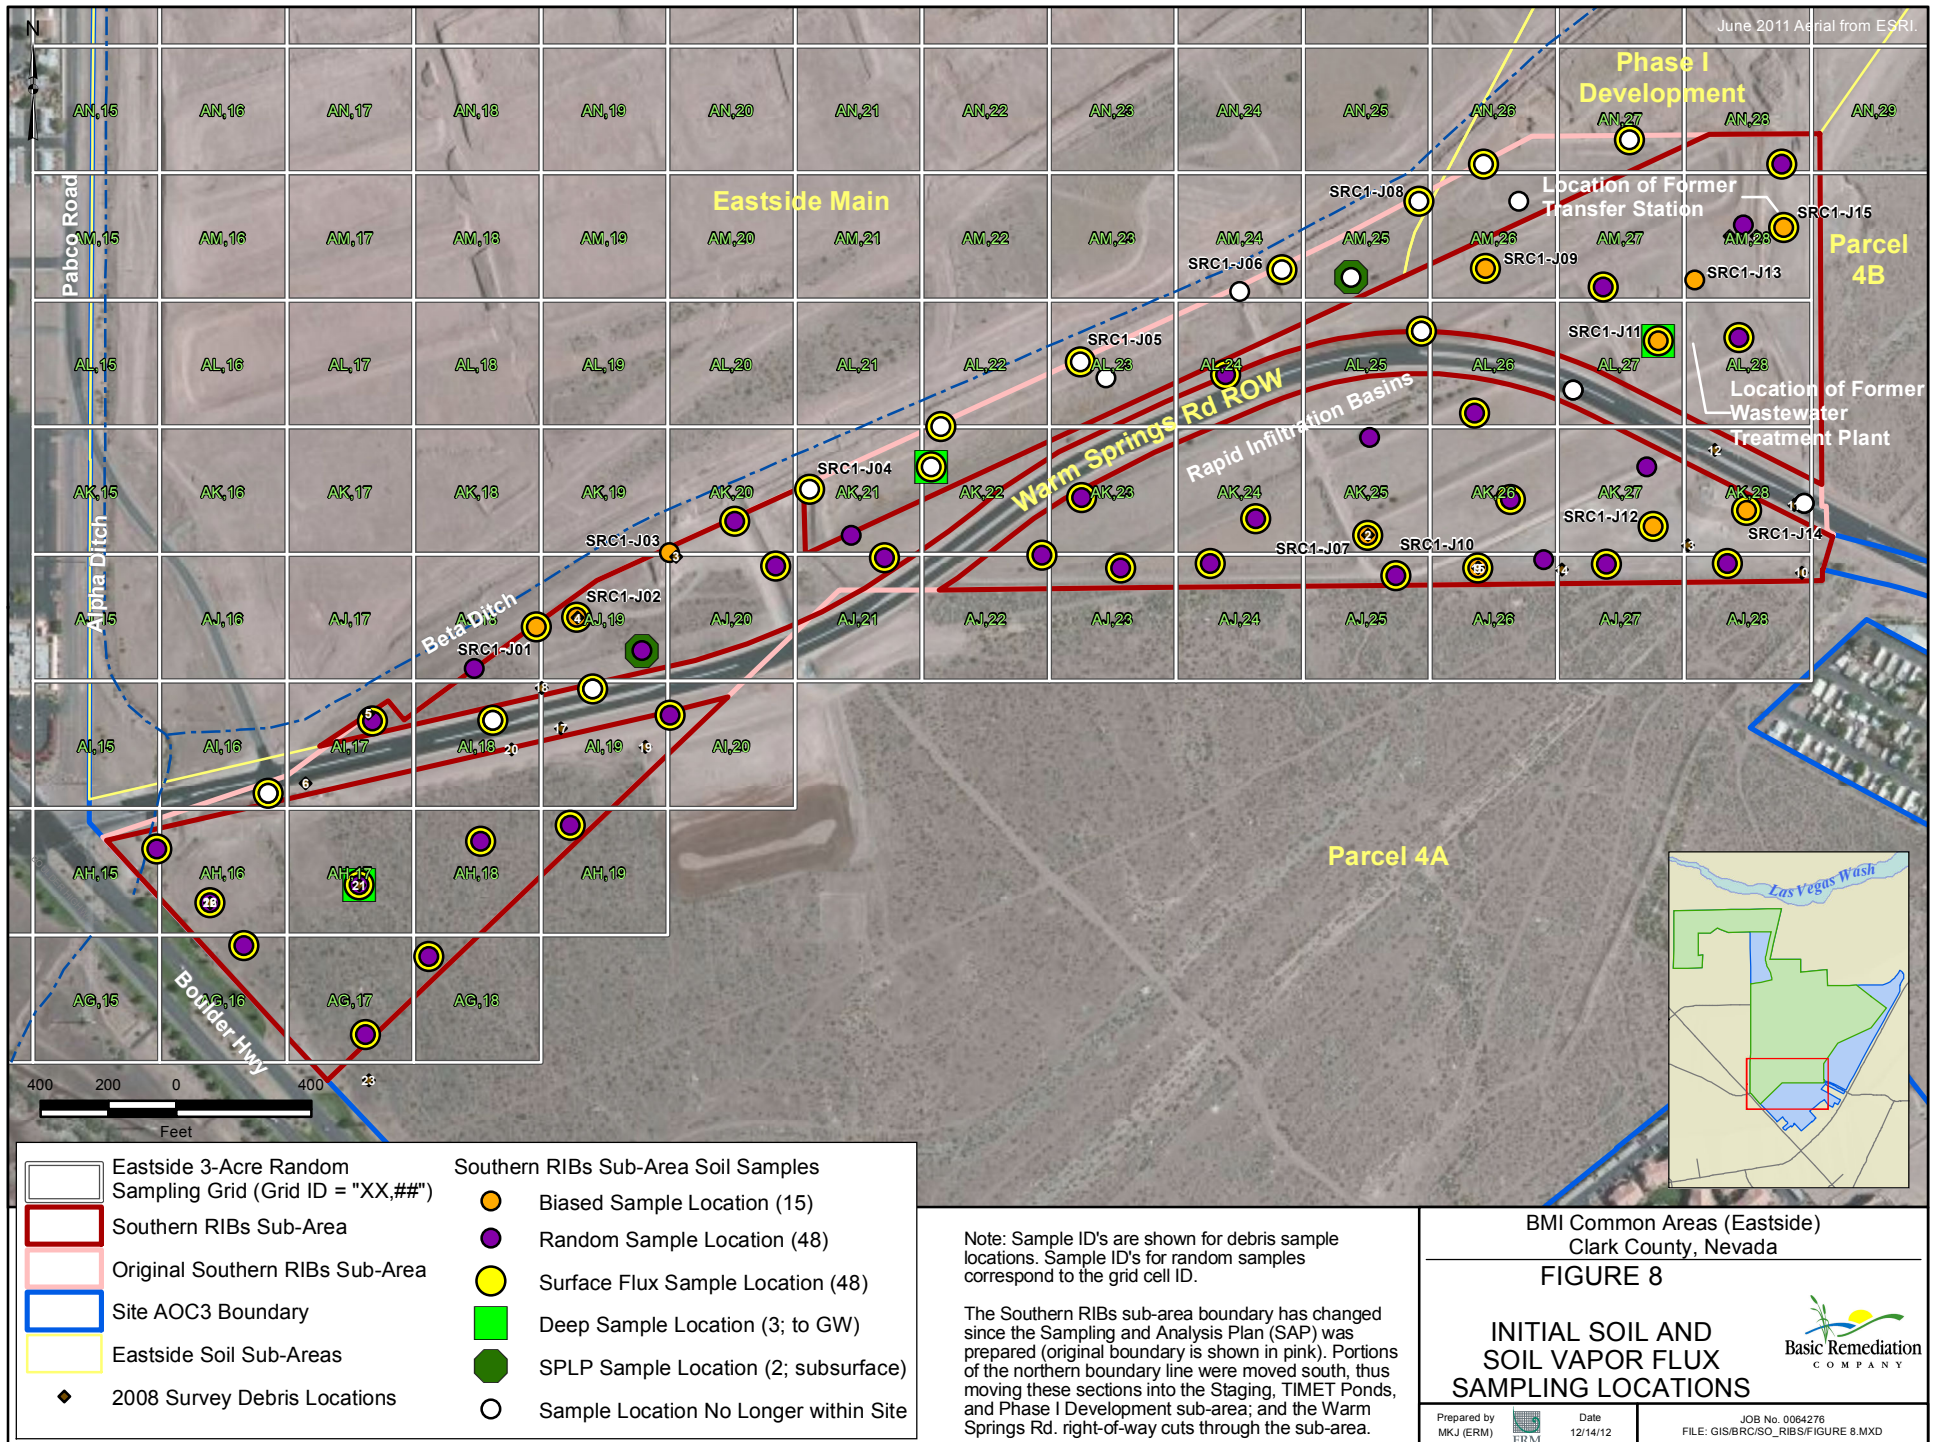 N
June 2011 Aerial from ESRI.
Phase I
Development
AN,15
AN,16
AN,17
AN,18
AN,19
AN,20
AN,21
AN,22
AN,23
AN,24
AN,25
AN,26
AN,27
AN,28
AN,29
Pabco Road
Eastside Main
SRC1-J08
Location of Former
Transfer Station
SRC1-J15
AM,15
AM,16
AM,17
AM,18
AM,19
AM,20
AM,21
AM,22
AM,23
AM,24
AM,25
AM,26
AM,27
AM,28
Parcel
4B
SRC1-J06
SRC1-J09
SRC1-J13
SRC1-J05
SRC1-J11
AL,15
AL,16
AL,17
AL,18
AL,19
AL,20
AL,21
AL,22
AL,23
AL,24
AL,25
AL,26
AL,27
AL,28
Warm Springs Rd ROW
Rapid Infiltration Basins
Location of Former
Wastewater
Treatment Plant
12
SRC1-J04
AK,15
AK,16
AK,17
AK,18
AK,19
AK,20
AK,21
AK,22
AK,23
AK,24
AK,25
AK,26
AK,27
AK,28
Alpha Ditch
SRC1-J03
3
SRC1-J07
2
SRC1-J10
SRC1-J12
13
SRC1-J14
14
10
SRC1-J02
4
Beta Ditch
SRC1-J01
AJ,16
AJ,17
AJ,19
AJ,20
AJ,21
AJ,22
AJ,23
AJ,24
AJ,25
AJ,26
AJ,27
AJ,28
18
5
17
20
19
6
AI,15
AI,16
AI,17
AI,18
AI,19
AI,20
Parcel 4A
AH,15
AH,16
AH,17
AH,18
AH,19
21
Boulder Hwy
AG,15
AG,16
AG,17
AG,18
23
Las Vegas Wash
400 200 0 400
Feet
Eastside 3-Acre Random
Sampling Grid (Grid ID = "XX,##")
Southern RIBs Sub-Area
Original Southern RIBs Sub-Area
Site AOC3 Boundary
Eastside Soil Sub-Areas
2008 Survey Debris Locations
Southern RIBs Sub-Area Soil Samples
Biased Sample Location (15)
Random Sample Location (48)
Surface Flux Sample Location (48)
Deep Sample Location (3; to GW)
SPLP Sample Location (2; subsurface)
Sample Location No Longer within Site
Note: Sample ID's are shown for debris sample
locations. Sample ID's for random samples
correspond to the grid cell ID.
The Southern RIBs sub-area boundary has changed
since the Sampling and Analysis Plan (SAP) was
prepared (original boundary is shown in pink). Portions
of the northern boundary line were moved south, thus
moving these sections into the Staging, TIMET Ponds,
and Phase I Development sub-area; and the Warm
Springs Rd. right-of-way cuts through the sub-area.
BMI Common Areas (Eastside)
Clark County, Nevada
FIGURE 8
INITIAL SOIL AND
SOIL VAPOR FLUX
SAMPLING LOCATIONS
Basic Remediation
COMPANY
Prepared by
MKJ (ERM)
ERM
Date
12/14/12
JOB No. 0064276
FILE: GIS/BRC/SO_RIBS/FIGURE 8.MXD